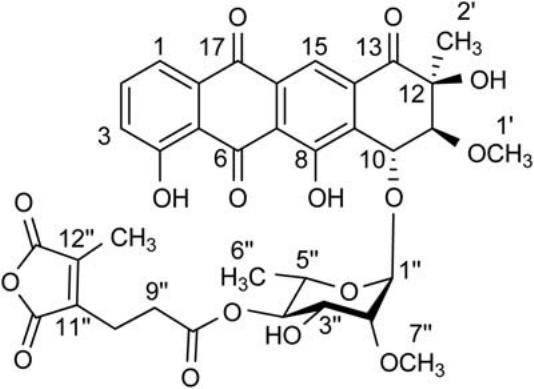 O O 2'
1 17 15 13 CH3
12 OH
3 6 8 10 1'
OCH3
OH O OH O
O
12" CH3 6" 5" 1"
H3C O
O 9"
11" O HO 3" 7"
O O OCH3